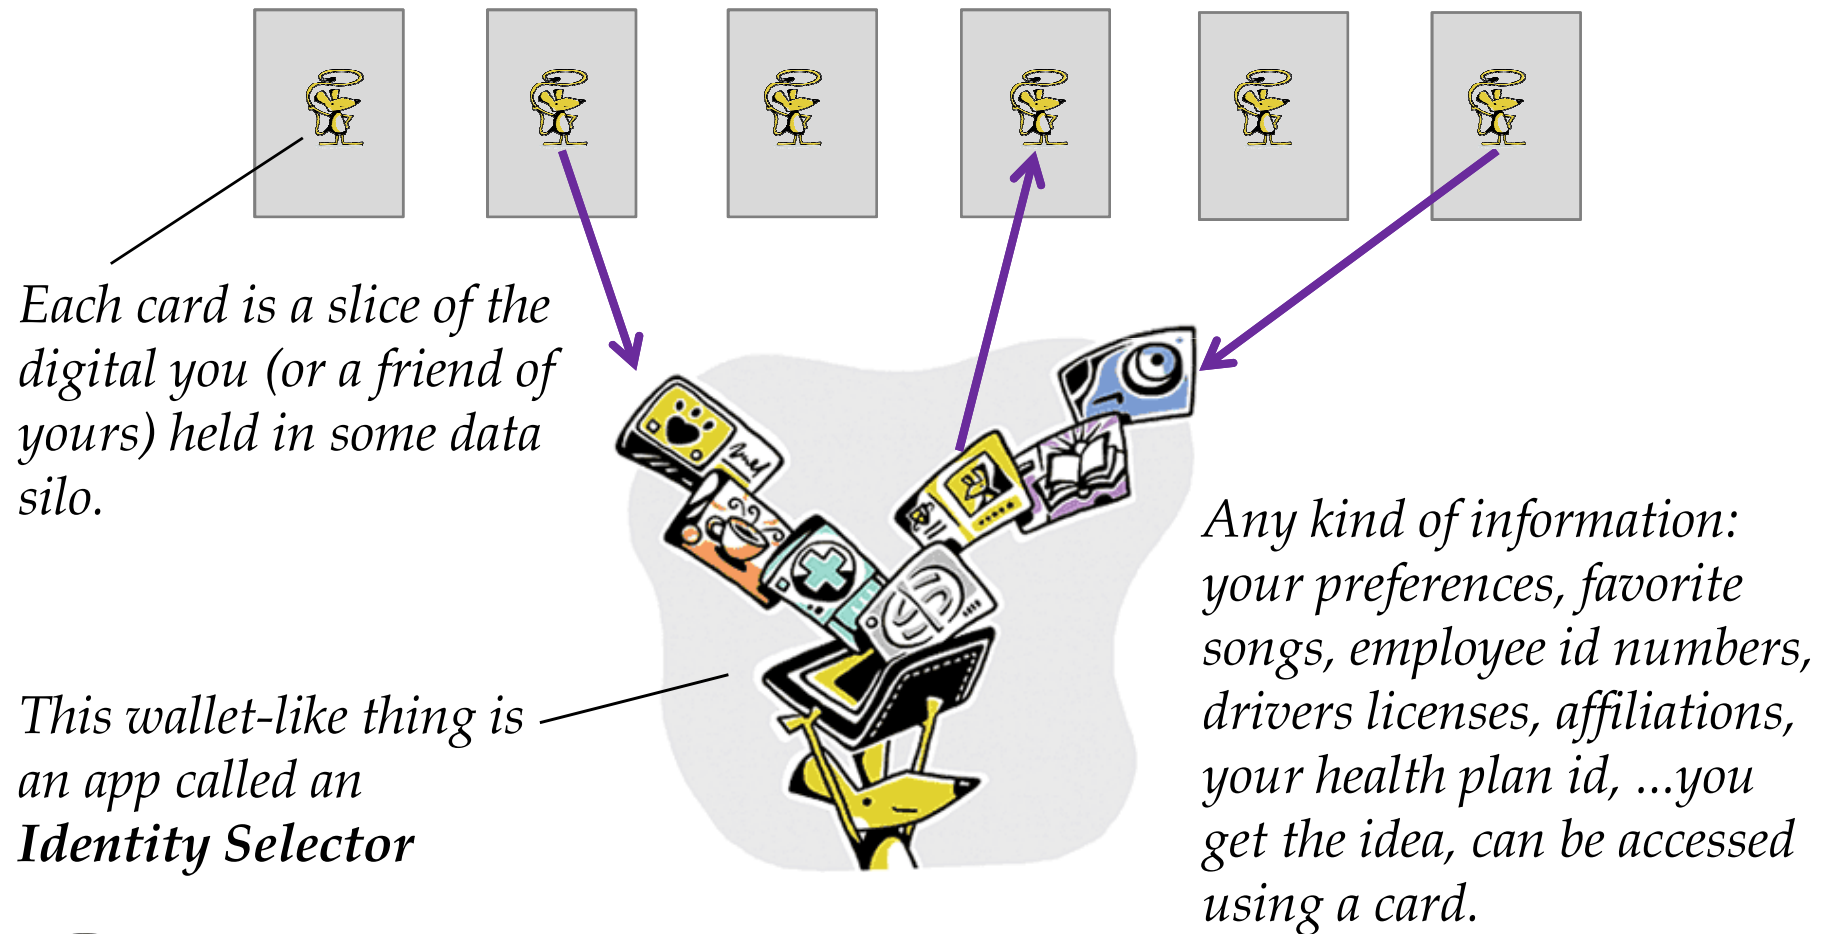 Each card is a slice of the
digital you (or a friend of
yours) held in some data
silo.
This wallet-like thing is
an app called an
Identity Selector
Any kind of information:
your preferences, favorite
songs, employee id numbers,
drivers licenses, affiliations,
your health plan id, ...you
get the idea, can be accessed
using a card.